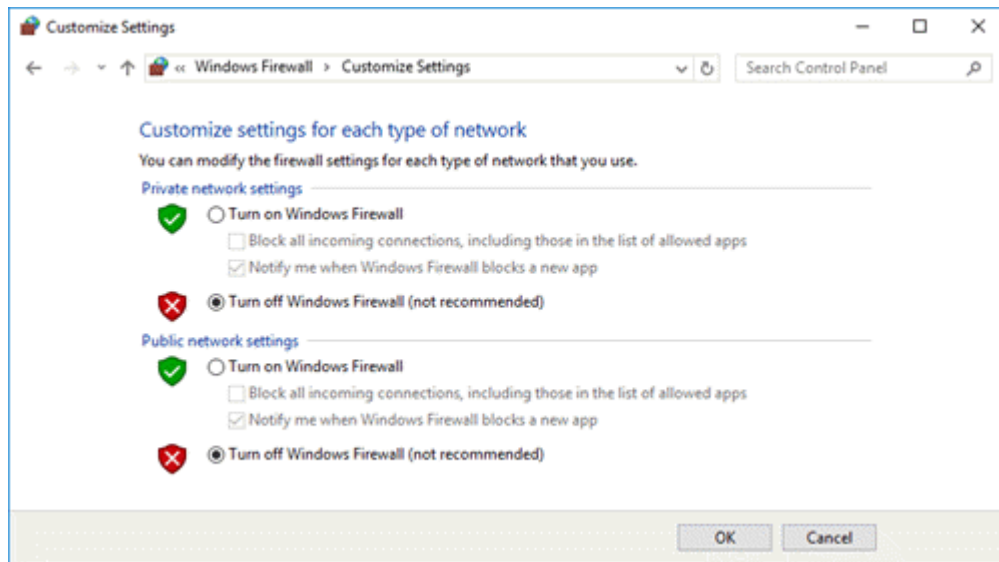 Customize Settings
« Windows Firewall > Customize Settings
Search Control Panel
Customize settings for each type of network
You can modify the firewall settings for each type of network that you use.
Private network settings
Turn on Windows Firewall
Block all incoming connections, including those in the list of allowed apps
Notify me when Windows Firewall blocks a new app
Turn off Windows Firewall (not recommended)
Public network settings
Turn on Windows Firewall
Block all incoming connections, including those in the list of allowed apps
Notify me when Windows Firewall blocks a new app
Turn off Windows Firewall (not recommended)
OK Cancel